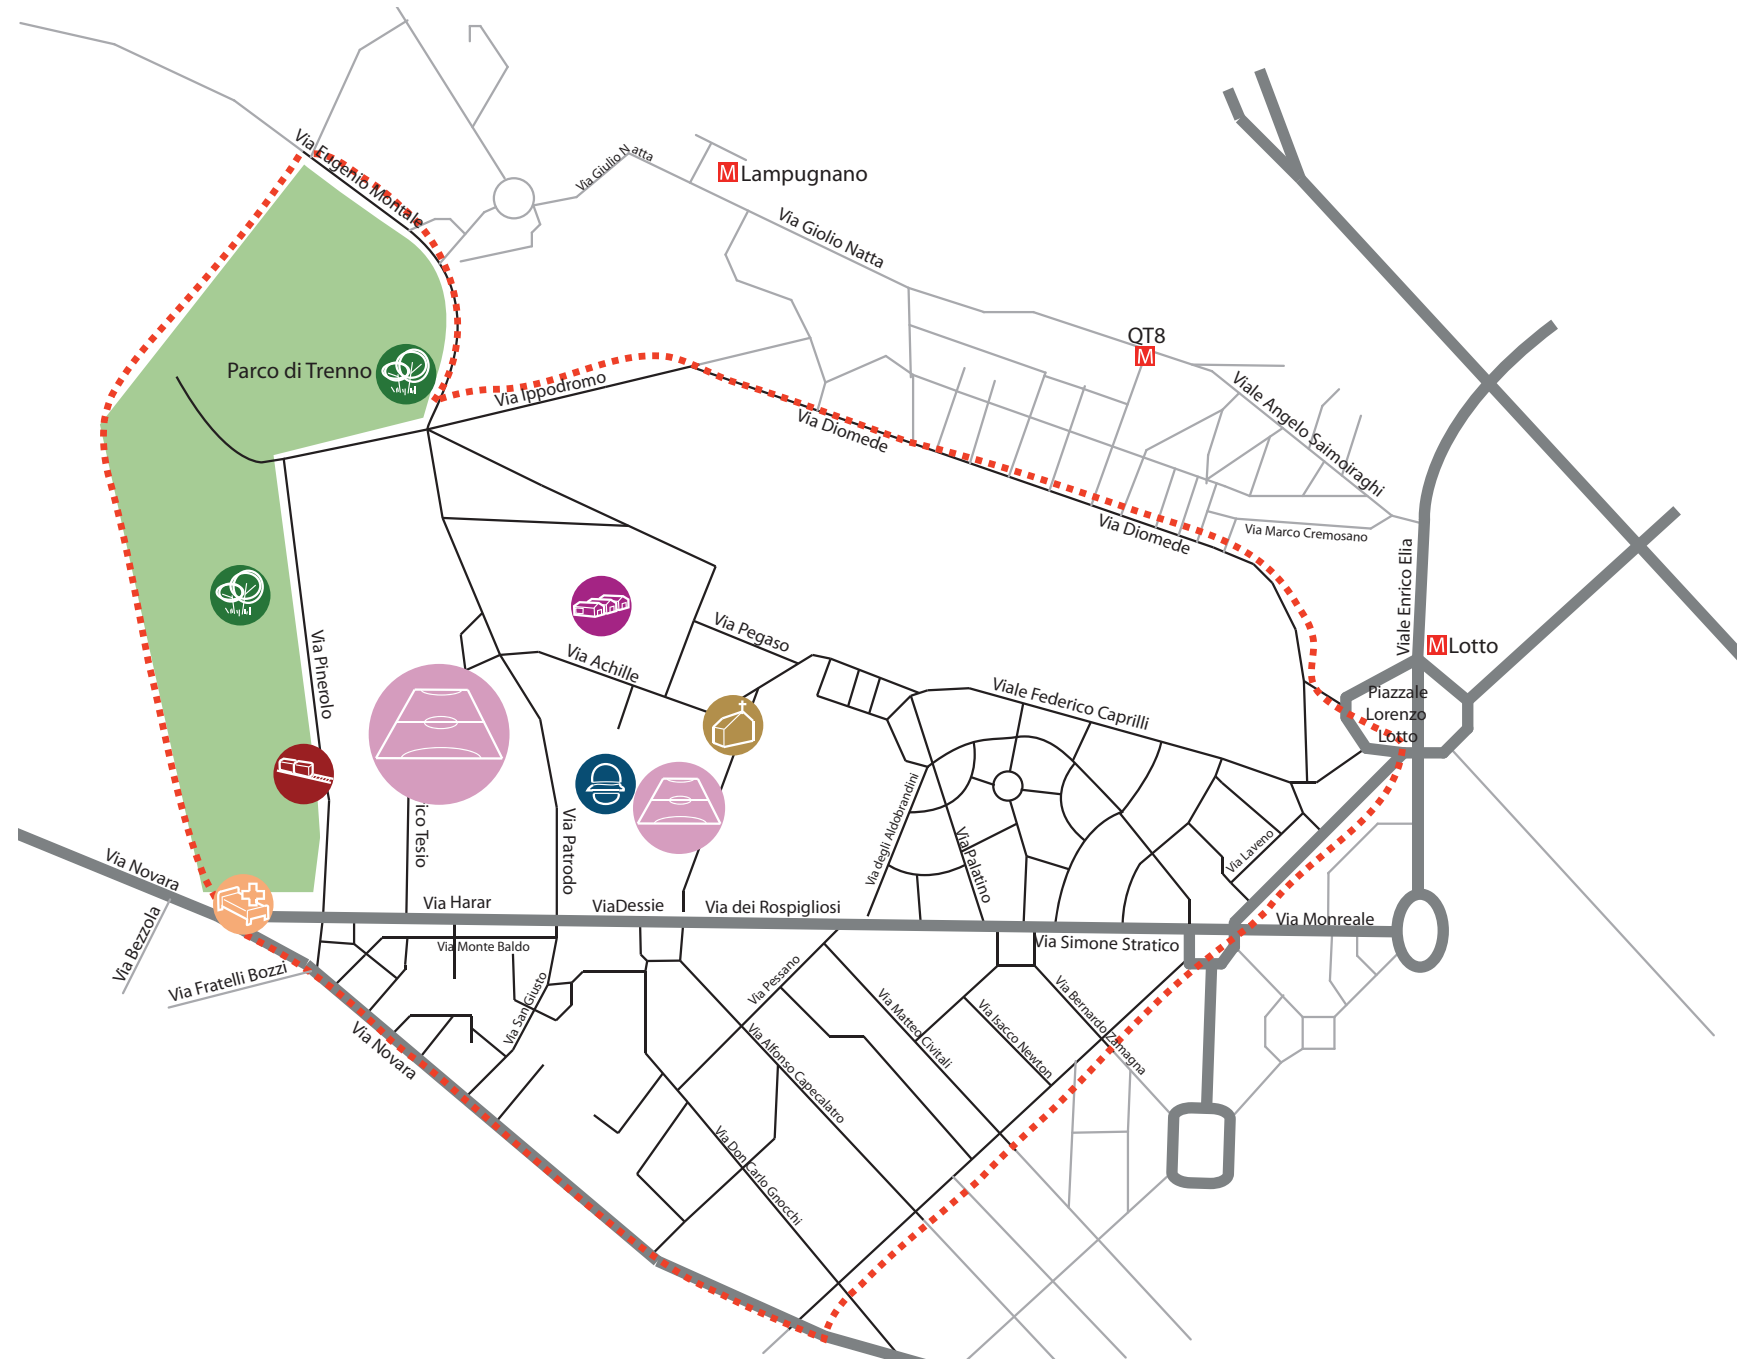 Via Eugenio Montale
Via Giulio Natta
M Lampugnano
Via Giolio Natta
QT8
M
Parco di Trenno
Via Ippodromo
Viale Angelo Saimoiraghi
Via Diomede
Via Diomede
Via Marco Cremosano
Viale Enrico Elia
M Lotto
Via Pinerolo
Via Pegaso
Via Achille
Viale Federico Caprilli
Piazzale
Lorenzo
Lotto
ico Tesio
Via Patrodo
Via degli Aldobrandini
Via Palatino
Via Laveno
Via Novara
Via Bezzola
Via Harar
ViaDessie
Via dei Rospigliosi
Via Monreale
Via Monte Baldo
Via Simone Stratico
Via Fratelli Bozzi
Via San Giusto
Via Pessano
Via Matteo Civitali
Via Isacco Newton
Via Bernardo Zamagna
Via Novara
Via Alfonso Capecalatro
Via Don Carlo Gnocchi